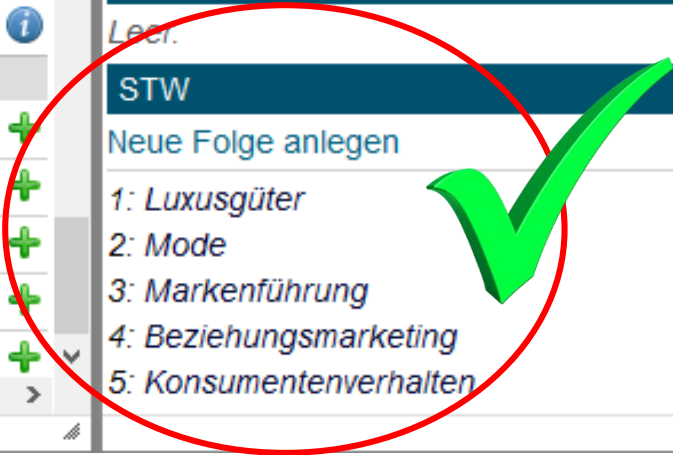 Leer.
STW
Neue Folge anlegen
1: Luxusgüter
2: Mode
3: Markenführung
4: Beziehungsmarketing
5: Konsumentenverhalten